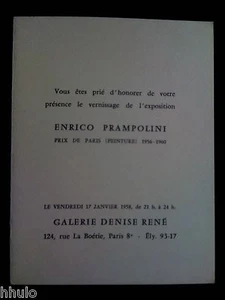 Vous êtes prié d'honorer de votre
présence le vernissage de l'exposition
ENRICO PRAMPOLINI
PRIX DE PARIS (PEINTURE) 1956-1960
LE VENDREDI 17 JANVIER 1958, de 21 h. à 24 h.
GALERIE DENISE RENÉ
124, rue La Boëtie, Paris 8e - Ély. 93-17
hhulo